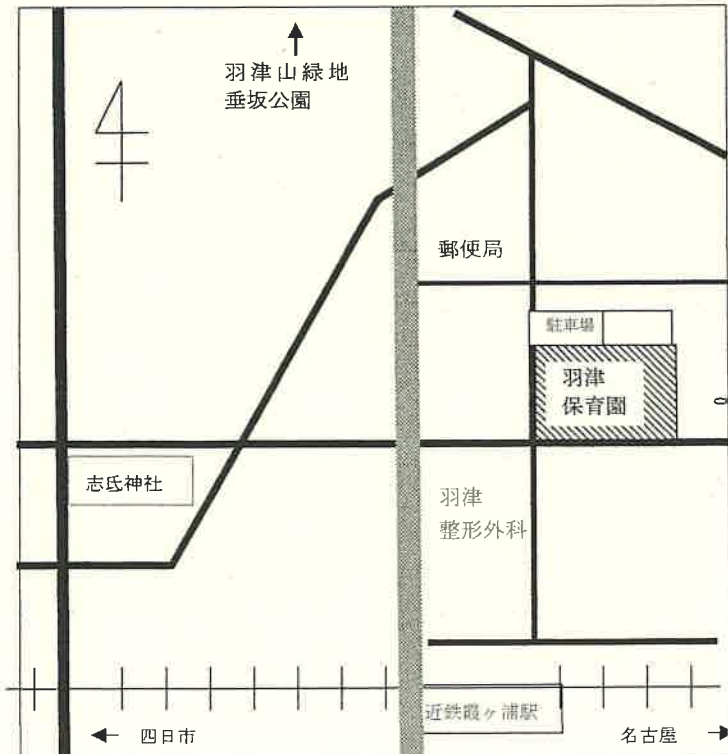 羽津山緑地
垂坂公園
郵便局
駐車場
羽津
保育園
志氐神社
羽津
整形外科
近鉄霞ヶ浦駅
四日市
名古屋